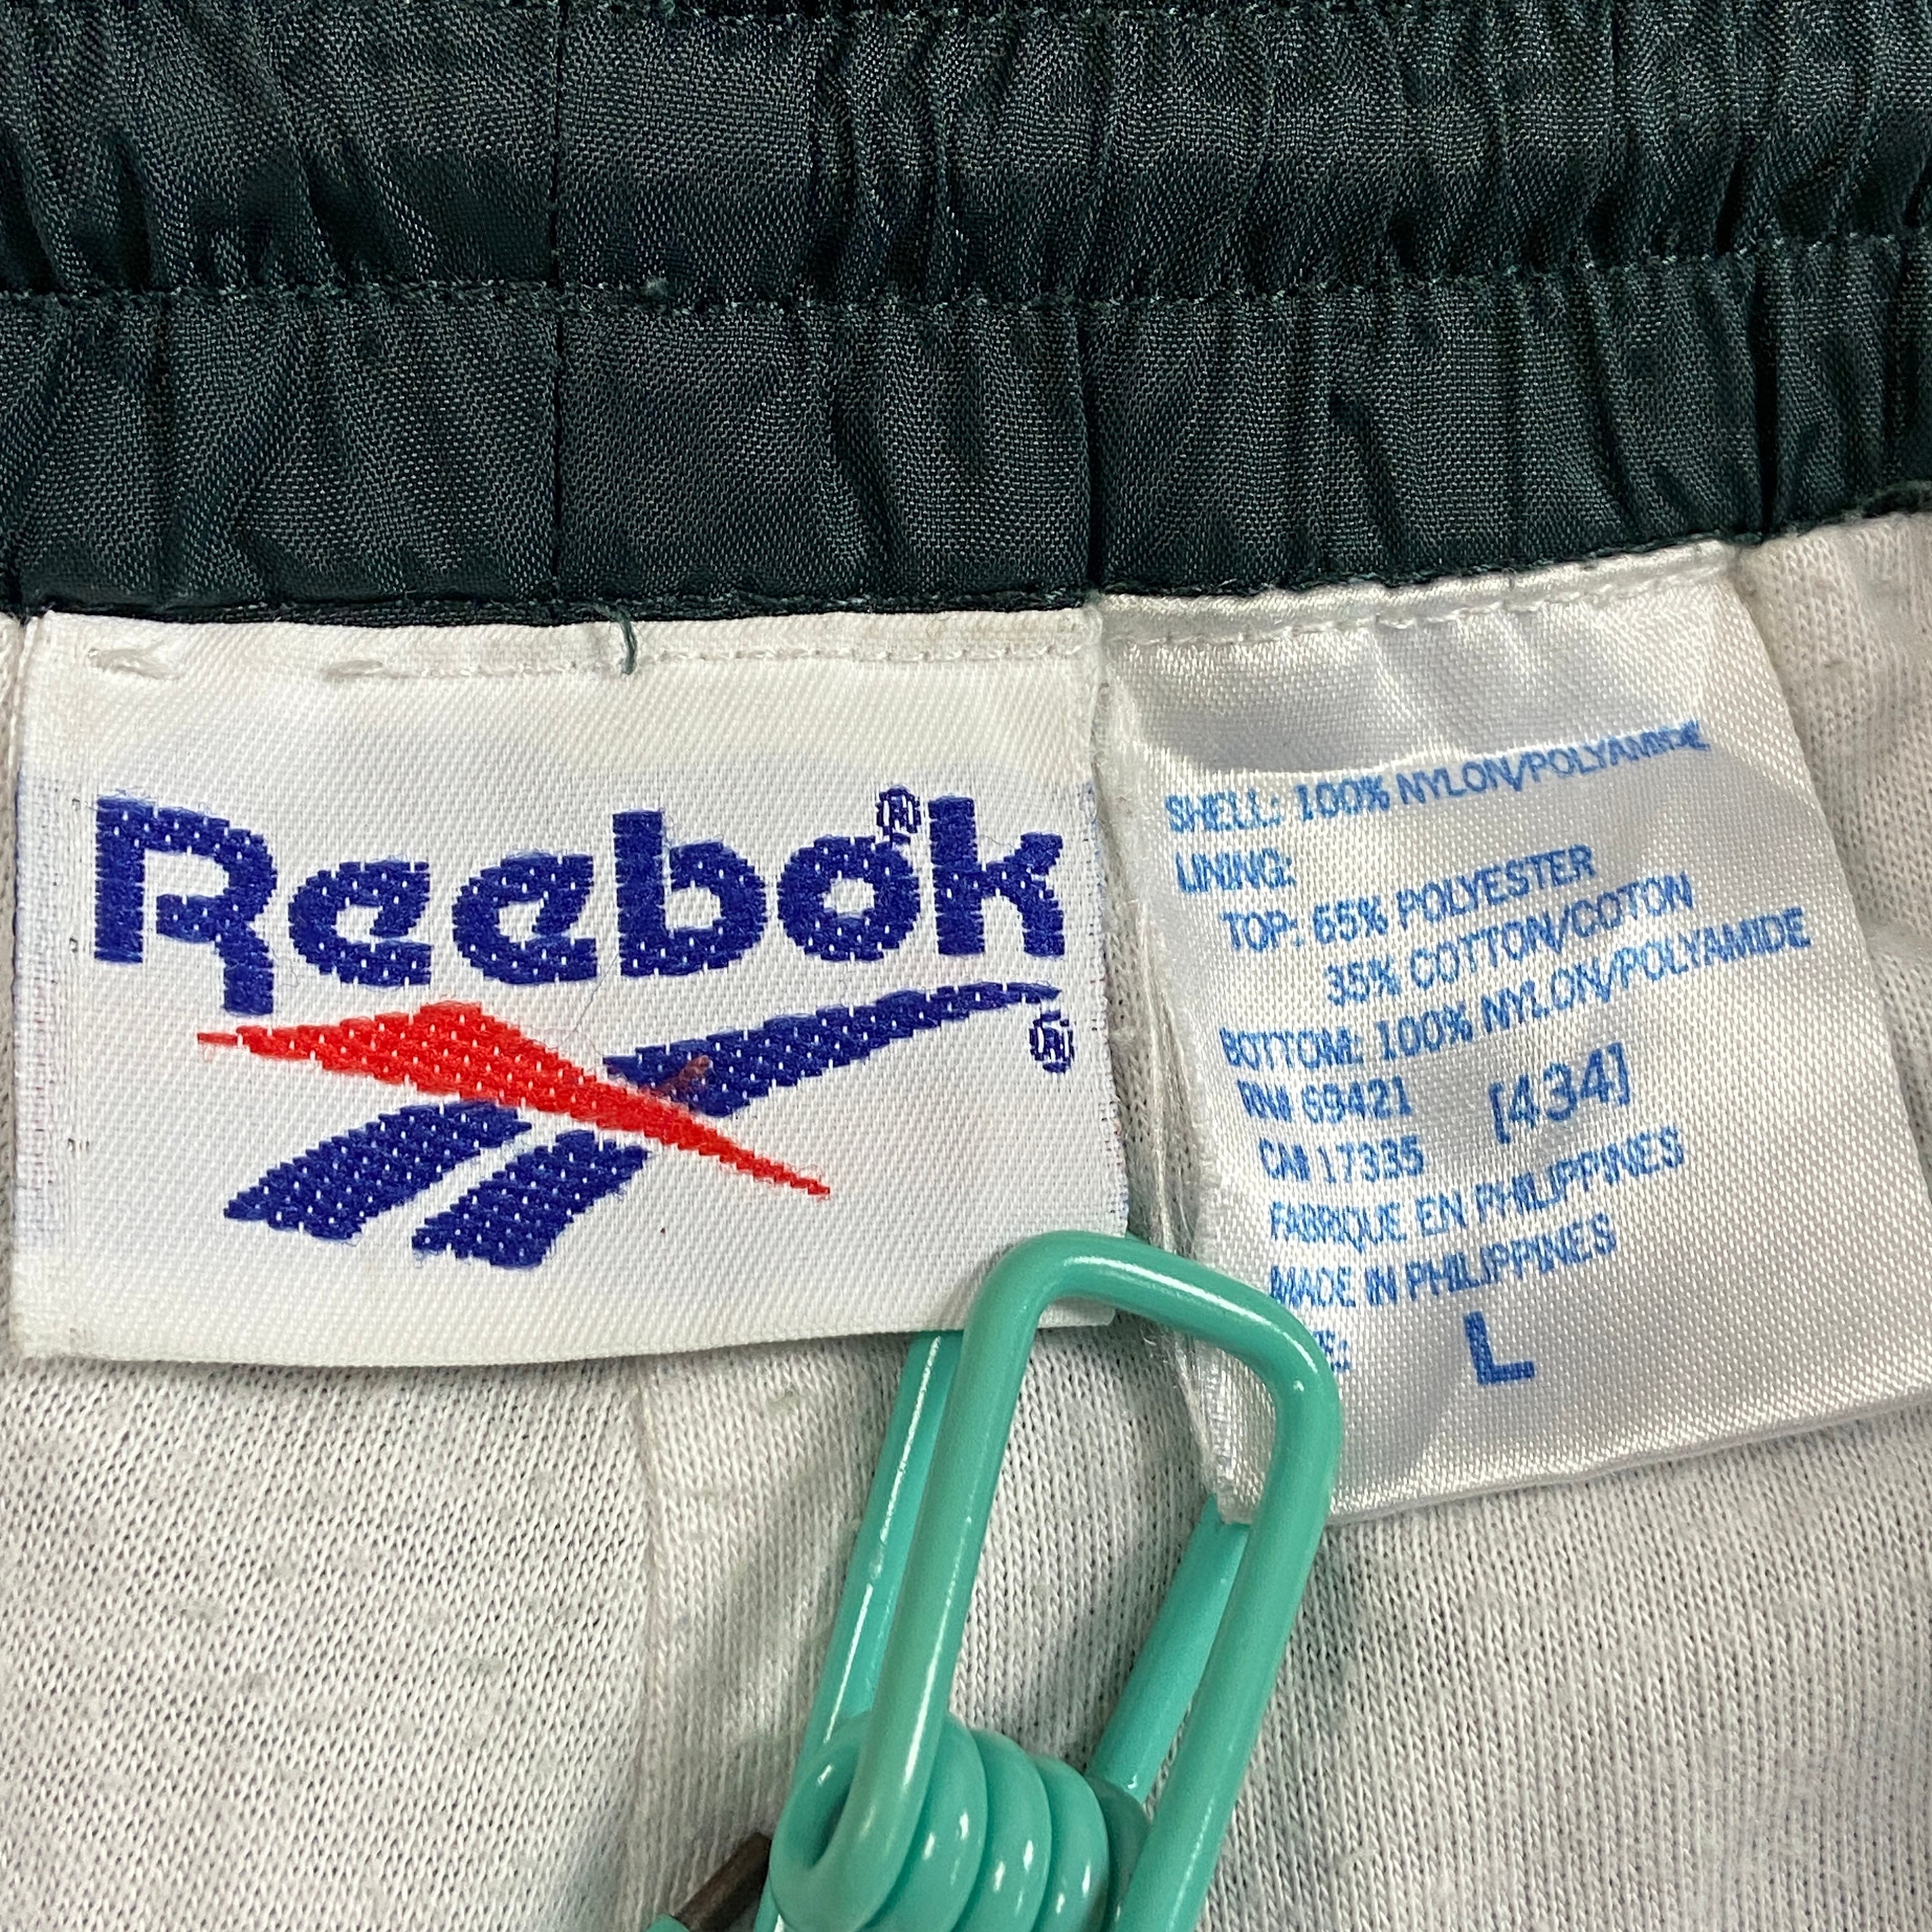 Reebok
SHELL: 100% NYLON/POLYAMIDE
LINING:
TOP: 65% POLYESTER
35% COTTON/COTON
BOTTOM: 100% NYLON/POLYAMIDE
RN# 69421 [434]
CA# 17335
FABRIQUE EN PHILIPPINES
MADE IN PHILIPPINES
L